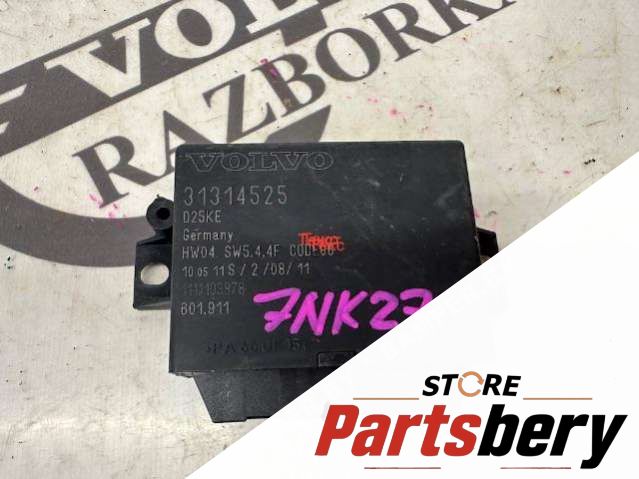 VOLVO
RAZBORKA
VOLVO
31314525
D25KE
Germany
HW04 SW5.4.4F CODE66
10 05 11 S / 2 / 08 / 11
601.911
7NK27
STORE
Partsbery